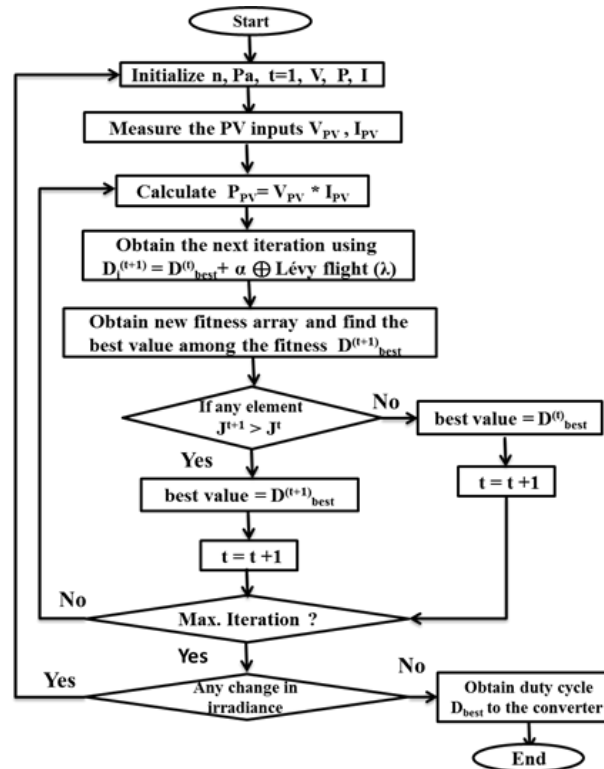 Start
Initialize n, Pa, t=1, V, P, I
Measure the PV inputs V_PV , I_PV
Calculate P_PV= V_PV * I_PV
Obtain the next iteration using
D_i^(t+1) = D^(t)_best + α ⊕ Lévy flight (λ)
Obtain new fitness array and find the
best value among the fitness D^(t+1)_best
If any element
J^t+1 > J^t
No
best value = D^(t)_best
t = t +1
Yes
best value = D^(t+1)_best
t = t +1
No
Max. Iteration ?
Yes
Yes
Any change in
irradiance
No
Obtain duty cycle
D_best to the converter
End